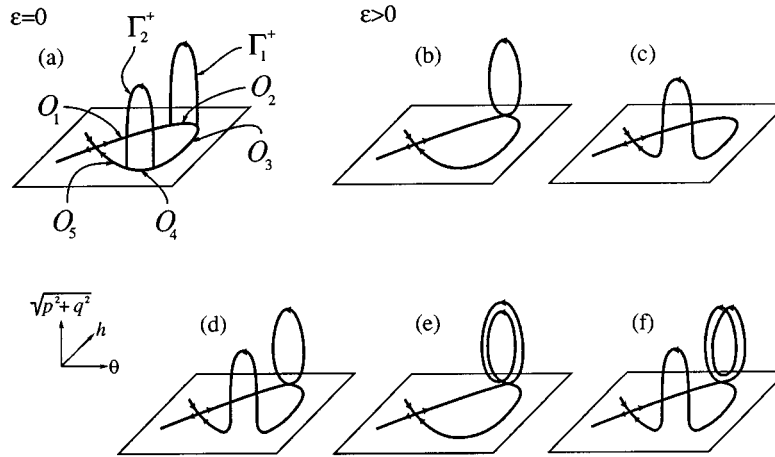 ε=0
ε>0
(a)
Γ₂⁺
Γ₁⁺
(b)
(c)
O₁
O₂
O₃
O₅
O₄
√p²+q²
h
θ
(d)
(e)
(f)